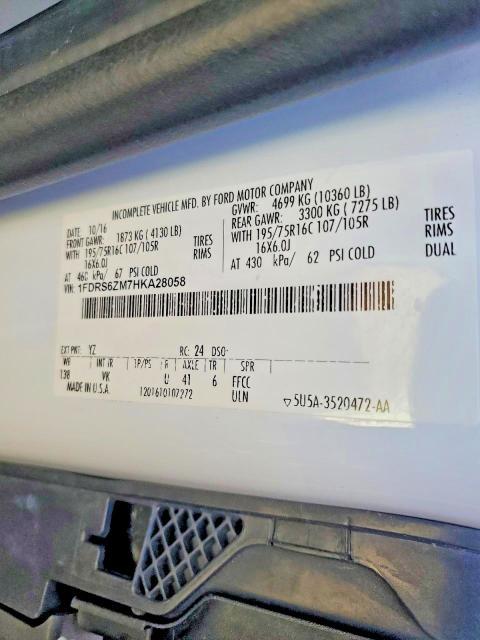 INCOMPLETE VEHICLE MFD. BY FORD MOTOR COMPANY
DATE: 10/16 GVWR: 4699 KG (10360 LB)
FRONT GAWR: 1873 KG ( 4130 LB) REAR GAWR: 3300 KG ( 7275 LB)
WITH 195/75R16C 107/105R TIRES WITH 195/75R16C 107/105R TIRES
16X6.0J RIMS 16X6.0J RIMS
AT 460 kPa/ 67 PSI COLD AT 430 kPa/ 62 PSI COLD DUAL
VIN: 1FDRS6ZM7HKA28058
EXT PNT: YZ RC: 24 DSO:
WB INT TR TP/PS R AXLE TR SPR
138 VK U 41 6 FFCC
MADE IN U.S.A. 1201610107272 ULN ▽5U5A-3520472-AA